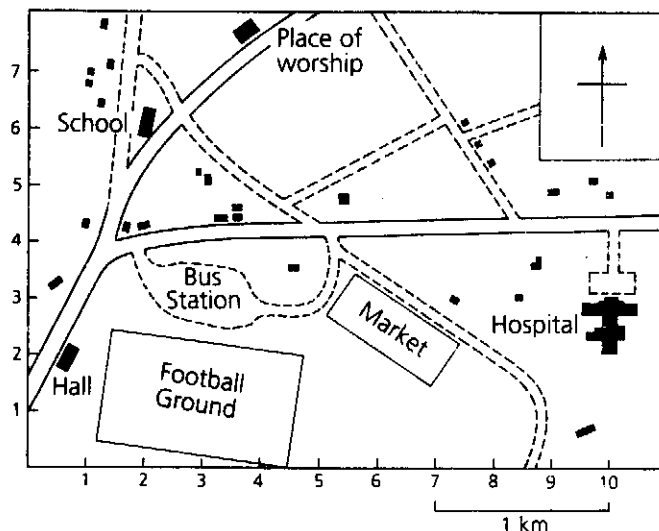 Place of
worship
School
Bus
Station
Market
Hospital
Hall
Football
Ground
7
6
5
4
3
2
1
1 2 3 4 5 6 7 8 9 10
1 km